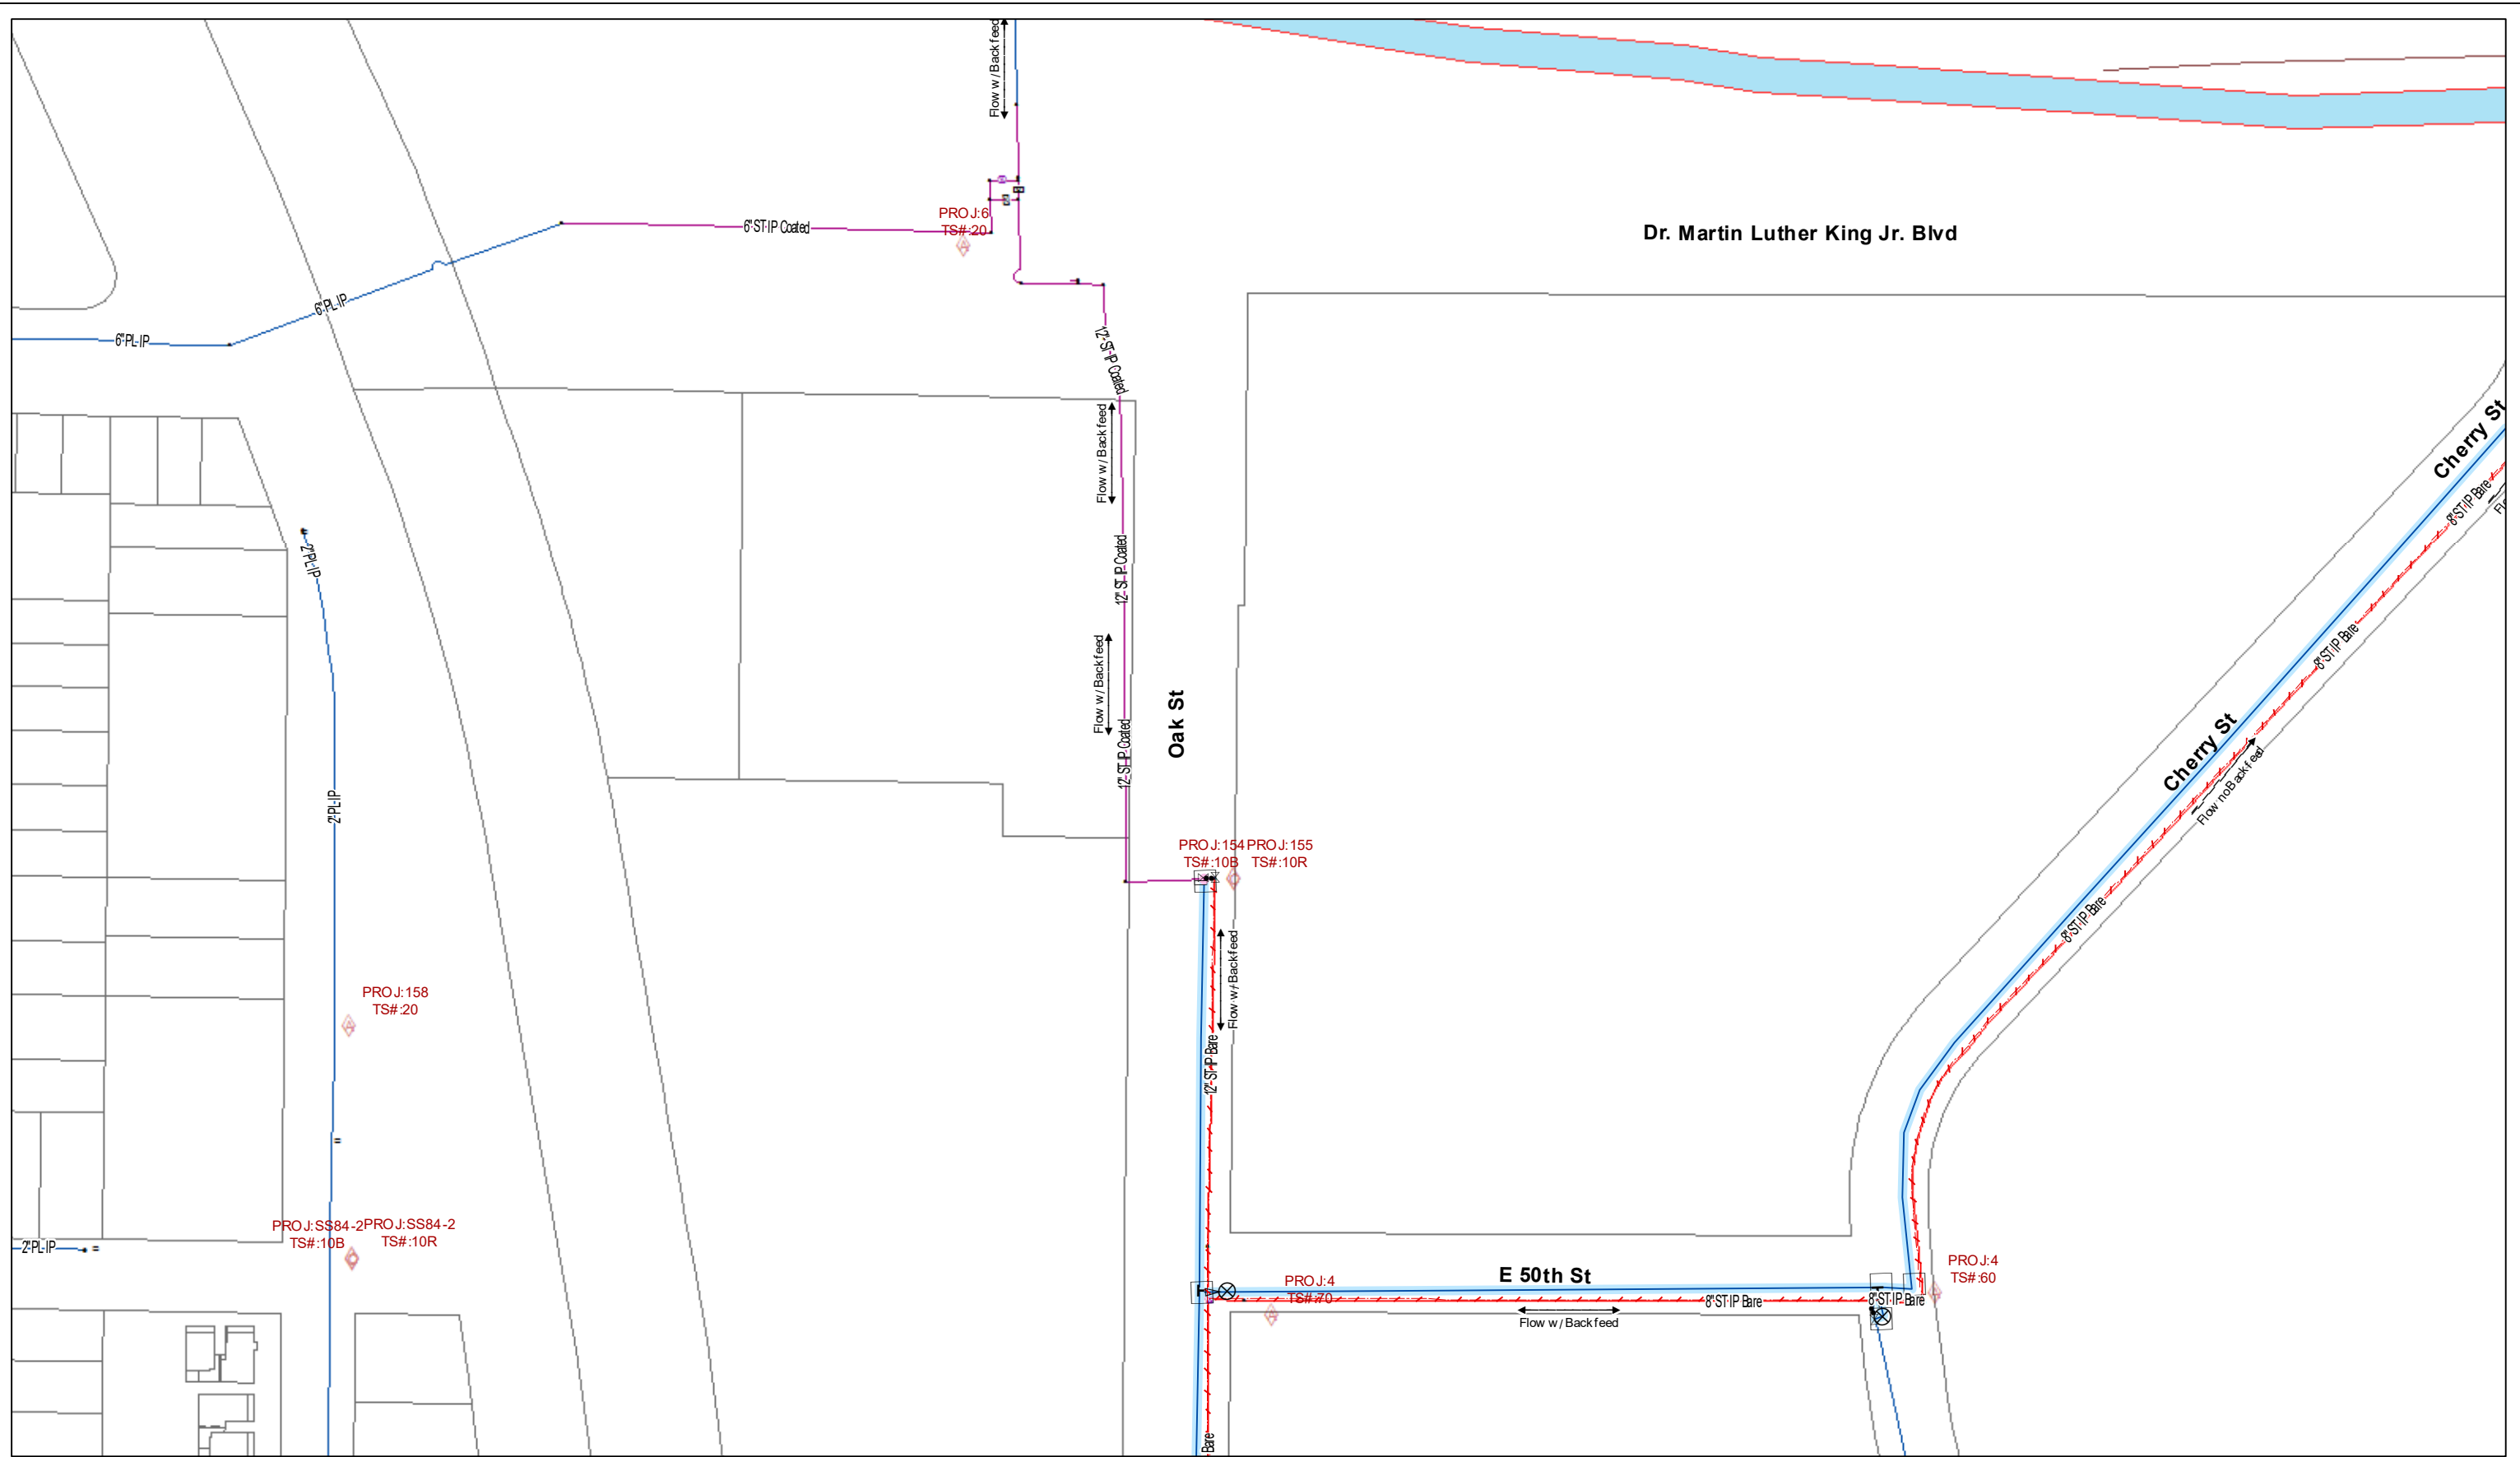 Flow w/ Backfeed
PROJ:6
TS#:20
6" ST-IP Coated
Dr. Martin Luther King Jr. Blvd
6"-PL-IP
6"-PL-IP
12"-ST-IP Coated
Flow w/ Backfeed
Cherry St
8"-ST-IP Bare
2"-PL-IP
12"-ST-IP Coated
8"-ST-IP Bare
Flow w/ Backfeed
Oak St
12"-ST-IP Coated
Cherry St
Flow no Backfeed
2"-PL-IP
PROJ:154 PROJ:155
TS#:10B TS#:10R
8"-ST-IP Bare
Flow w/ Backfeed
PROJ:158
TS#:20
12"-ST-IP Bare
PROJ:SS84-2 PROJ:SS84-2
TS#:10B TS#:10R
2"-PL-IP
E 50th St
PROJ:4
TS#:70
PROJ:4
TS#:60
8"-ST-IP Bare
8"-ST-IP Bare
Flow w/ Backfeed
Bare